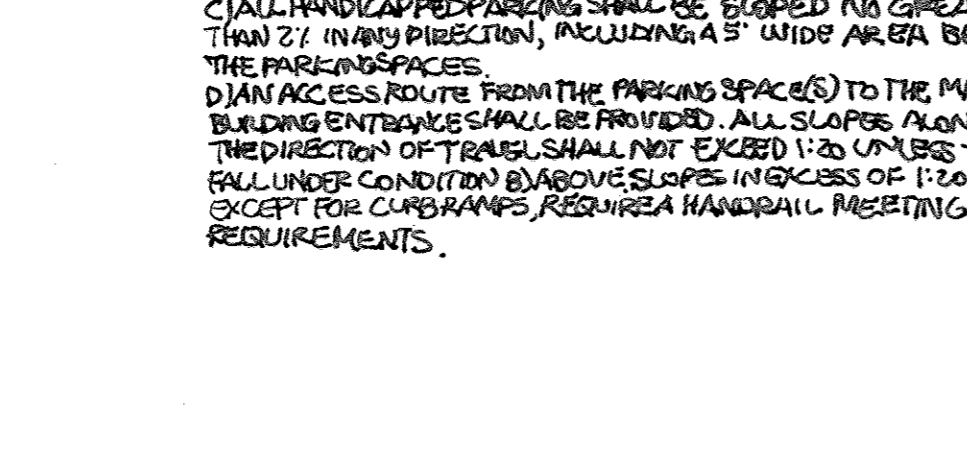 C) ALL HANDICAPPED PARKING SHALL BE SLOPED NO
THAN 2% IN ANY DIRECTION, INCLUDING A 5' WIDE AREA
THE PARKING SPACES.
D) AN ACCESS ROUTE FROM THE PARKING SPACE(S) TO THE
BUILDING ENTRANCE SHALL BE PROVIDED. ALL SLOPES
THE DIRECTION OF TRAVEL SHALL NOT EXCEED 1:20 UNLESS
FALL UNDER CONDITION B) ABOVE. SLOPES IN EXCESS OF 1:20
EXCEPT FOR CURB RAMPS, REQUIRE A HANDRAIL MEETING
REQUIREMENTS.